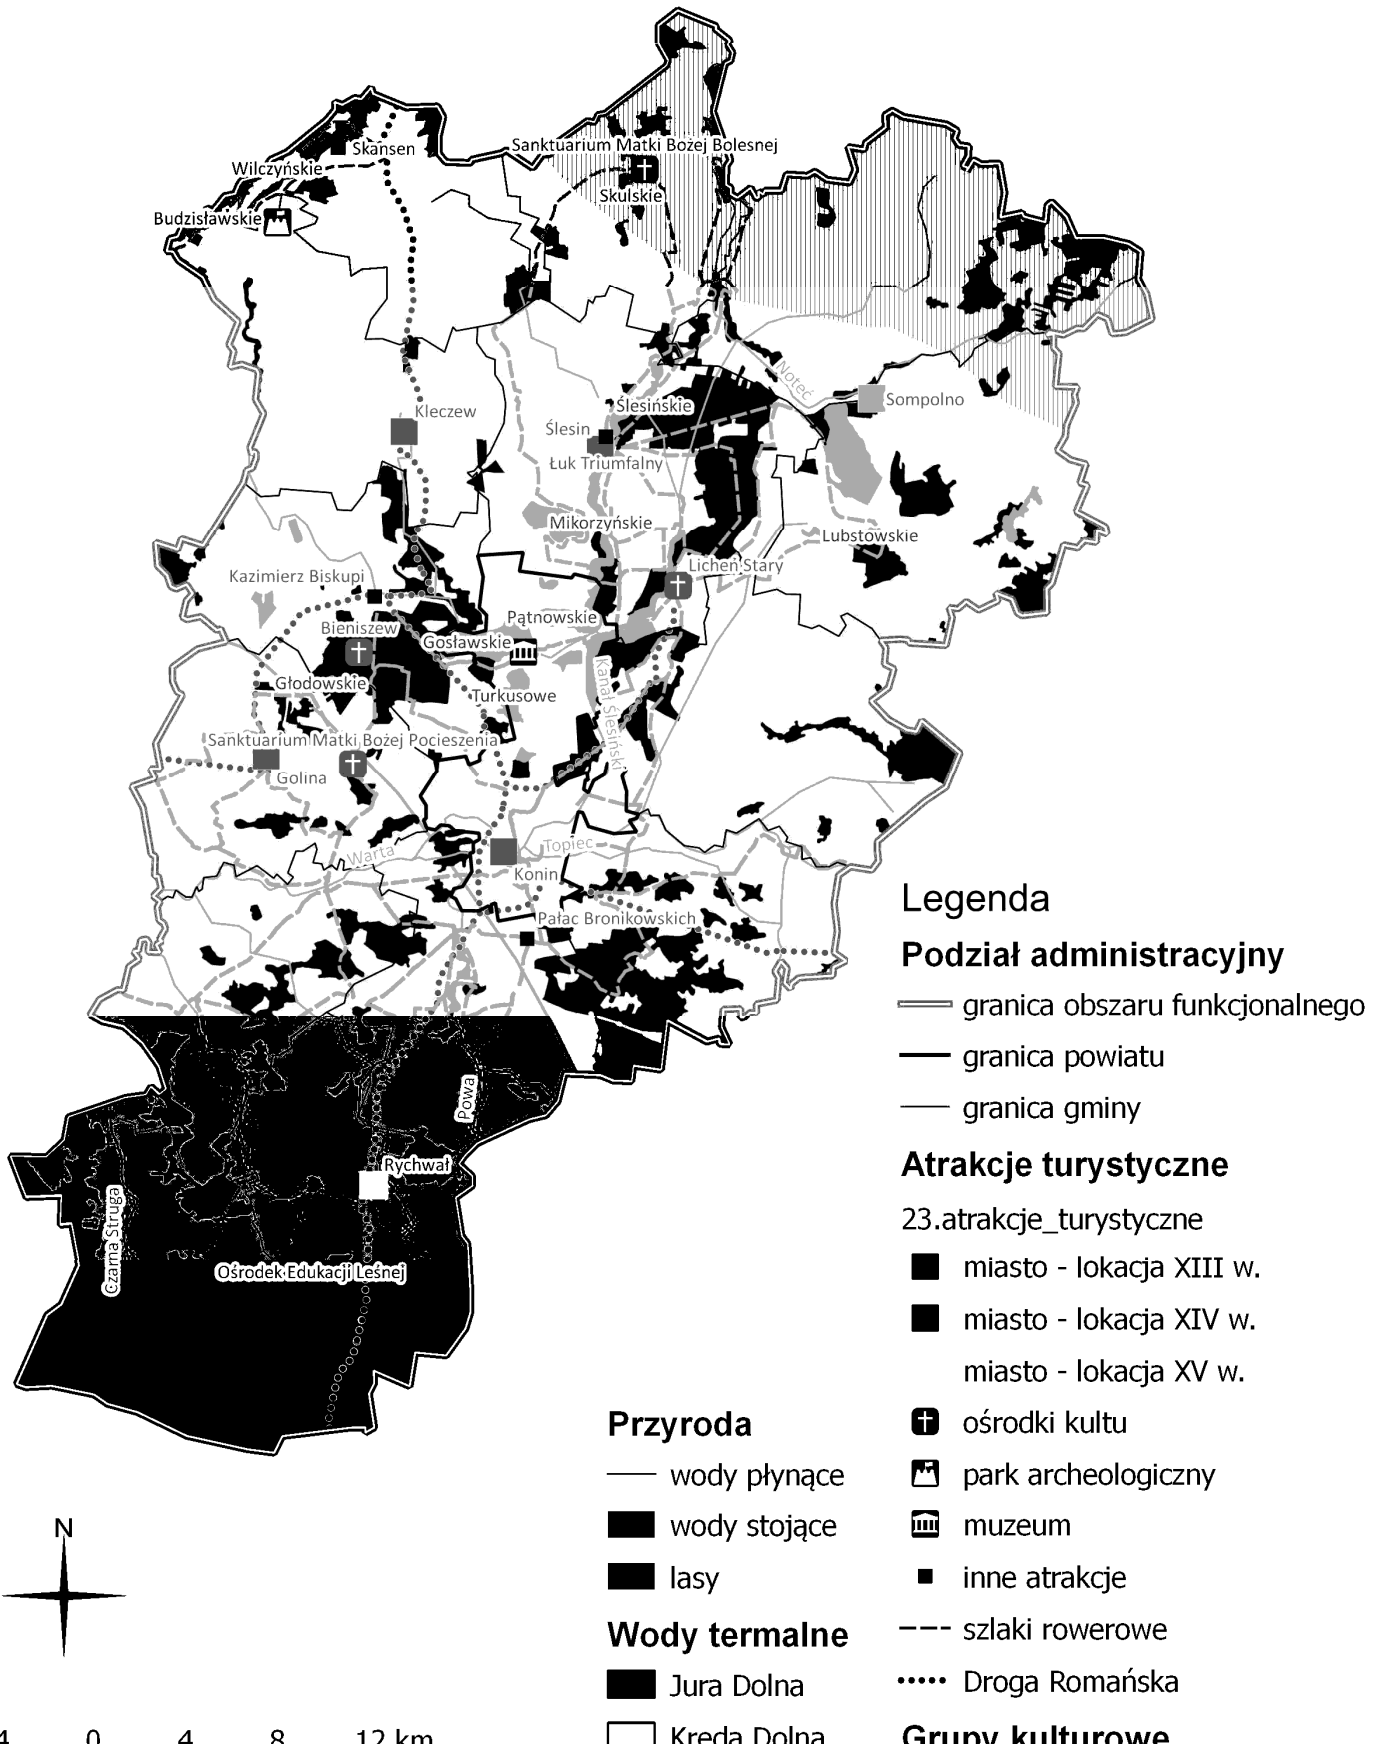 Sanktuarium Matki Bożej Bolesnej
Skansen
Wilczyńskie
Skulskie
Budzisławskie
Noteć
Sompolno
Ślesińskie
Kleczew
Ślesin
Łuk Triumfalny
Mikorzyńskie
Lubstowskie
Licheń Stary
Kazimierz Biskupi
Pątnowskie
Bieniszew
Gosławskie
Głodowskie
Turkusowe
Kanał Ślesiński
Sanktuarium Matki Bożej Pocieszenia
Golina
Warta
Topiec
Konin
Pałac Bronikowskich
Powa
Rychwał
Czarna Struga
Ośrodek Edukacji Leśnej
Legenda
Podział administracyjny
granica obszaru funkcjonalnego
granica powiatu
granica gminy
Atrakcje turystyczne
23.atrakcje_turystyczne
miasto - lokacja XIII w.
miasto - lokacja XIV w.
miasto - lokacja XV w.
ośrodki kultu
park archeologiczny
muzeum
inne atrakcje
szlaki rowerowe
Droga Romańska
Grupy kulturowe
Przyroda
wody płynące
wody stojące
lasy
Wody termalne
Jura Dolna
Kreda Dolna
N
4 0 4 8 12 km